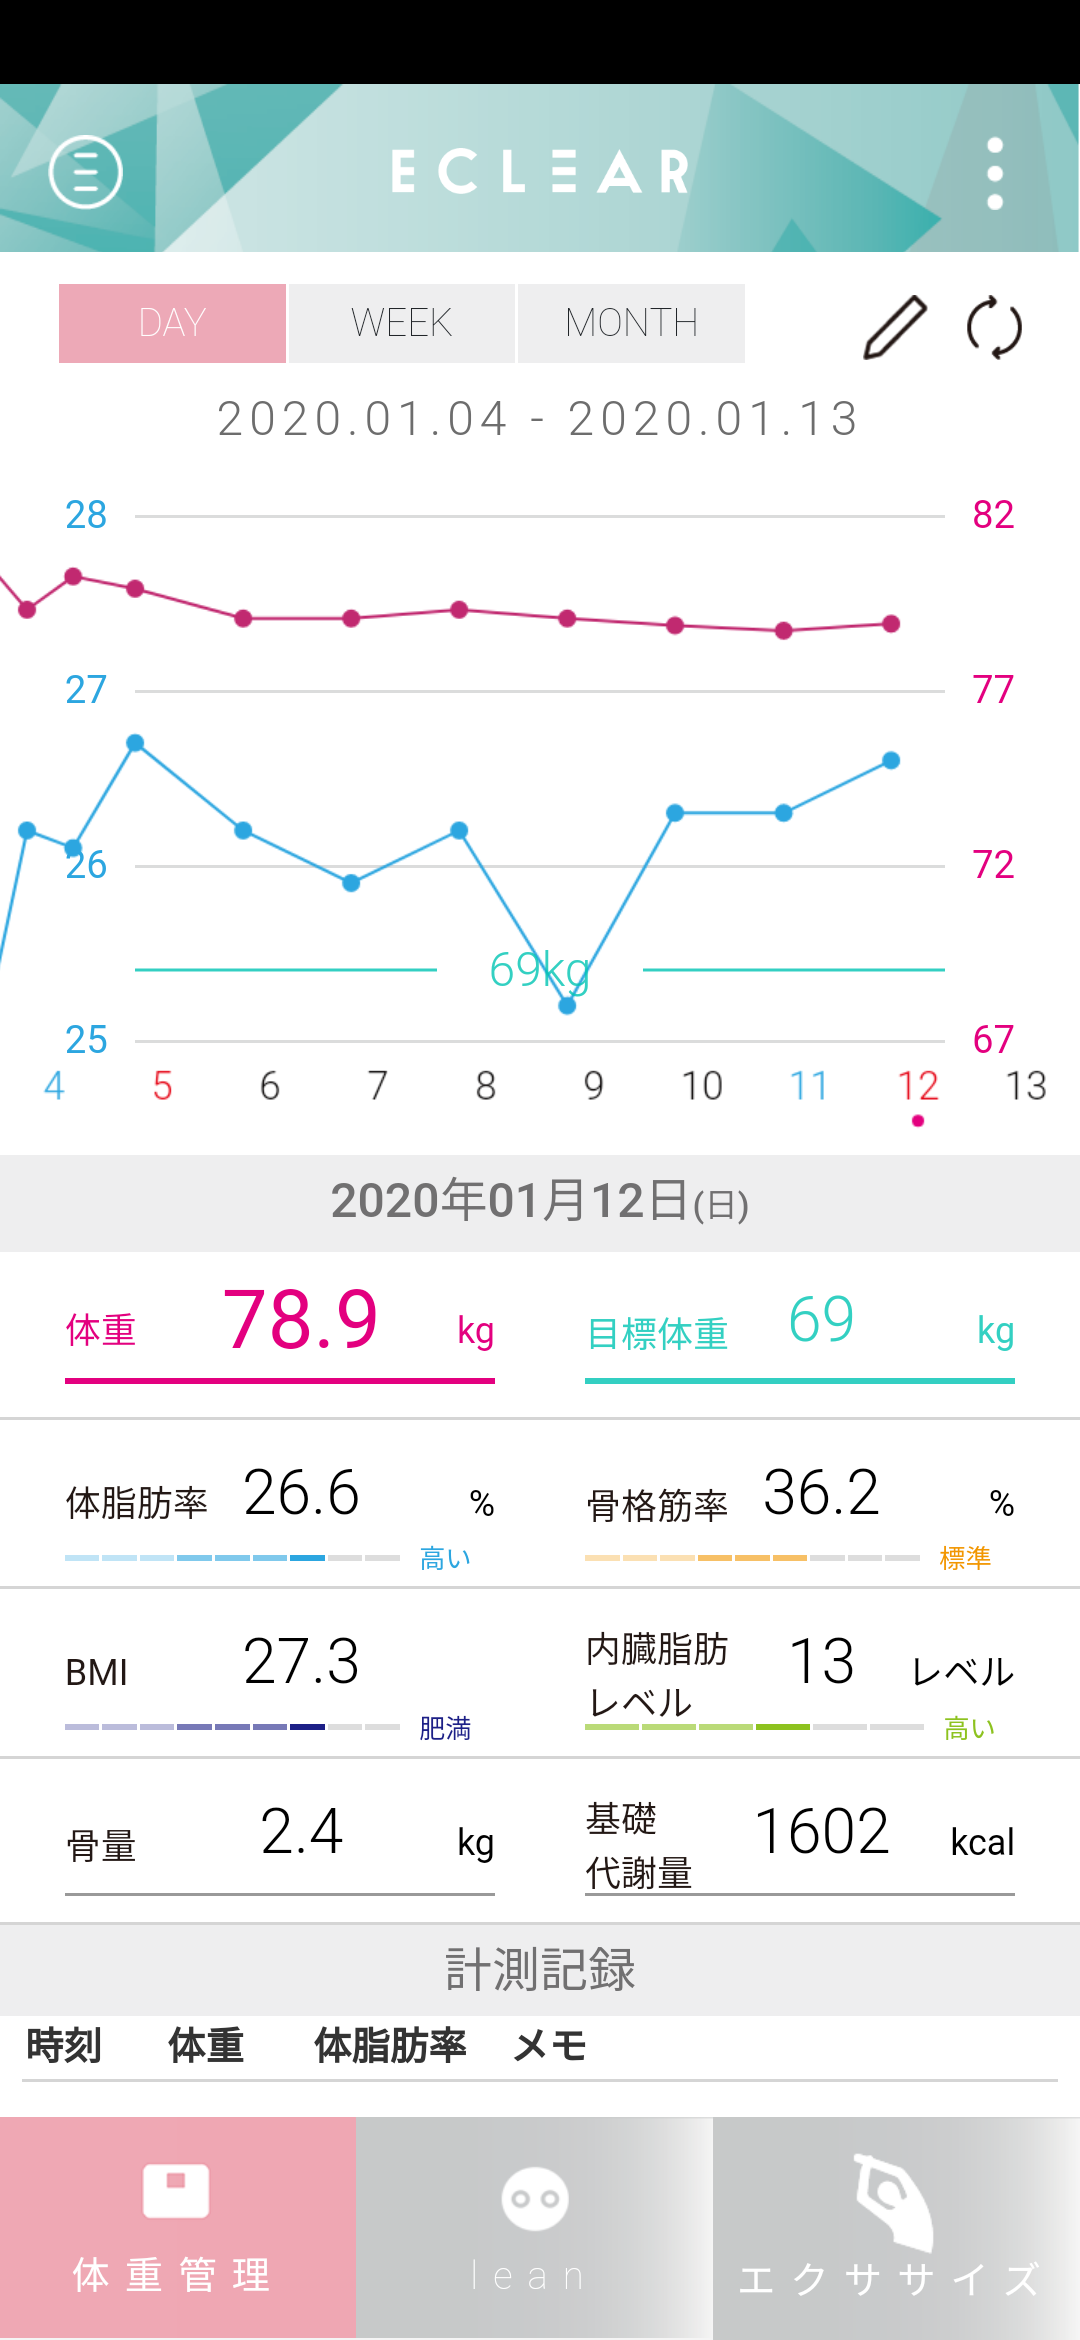 ECLEAR
DAY WEEK MONTH
2020.01.04 - 2020.01.13
28 82
27 77
26 72
69kg
25 67
4 5 6 7 8 9 10 11 12 13
2020年01月12日(日)
体重 78.9 kg 目標体重 69 kg
体脂肪率 26.6 % 骨格筋率 36.2 %
高い 標準
BMI 27.3 内臓脂肪レベル 13 レベル
肥満 高い
骨量 2.4 kg 基礎代謝量 1602 kcal
計測記録
時刻 体重 体脂肪率 メモ
体重管理 lean エクササイズ